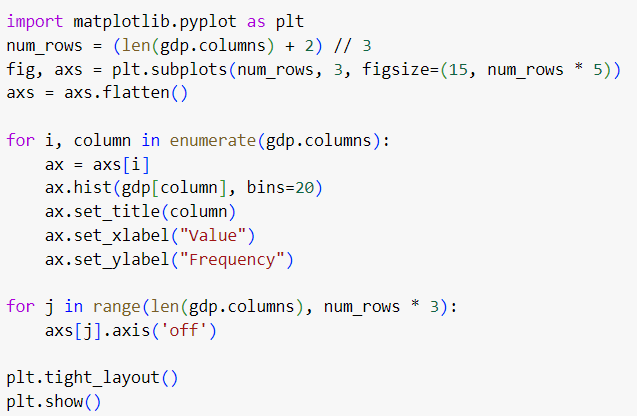 import matplotlib.pyplot as plt
num_rows = (len(gdp.columns) + 2) // 3
fig, axs = plt.subplots(num_rows, 3, figsize=(15, num_rows * 5))
axs = axs.flatten()

for i, column in enumerate(gdp.columns):
    ax = axs[i]
    ax.hist(gdp[column], bins=20)
    ax.set_title(column)
    ax.set_xlabel("Value")
    ax.set_ylabel("Frequency")

for j in range(len(gdp.columns), num_rows * 3):
    axs[j].axis('off')

plt.tight_layout()
plt.show()